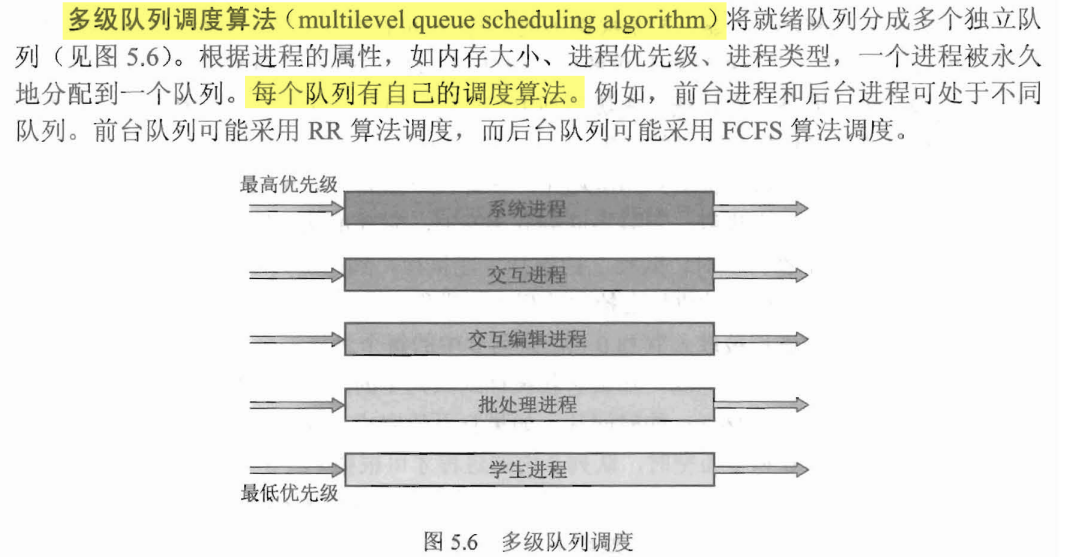 多级队列调度算法（multilevel queue scheduling algorithm）将就绪队列分成多个独立队
列（见图 5.6）。根据进程的属性，如内存大小、进程优先级、进程类型，一个进程被永久
地分配到一个队列。每个队列有自己的调度算法。例如，前台进程和后台进程可处于不同
队列。前台队列可能采用 RR 算法调度，而后台队列可能采用 FCFS 算法调度。
最高优先级
系统进程
交互进程
交互编辑进程
批处理进程
学生进程
最低优先级
图 5.6 多级队列调度